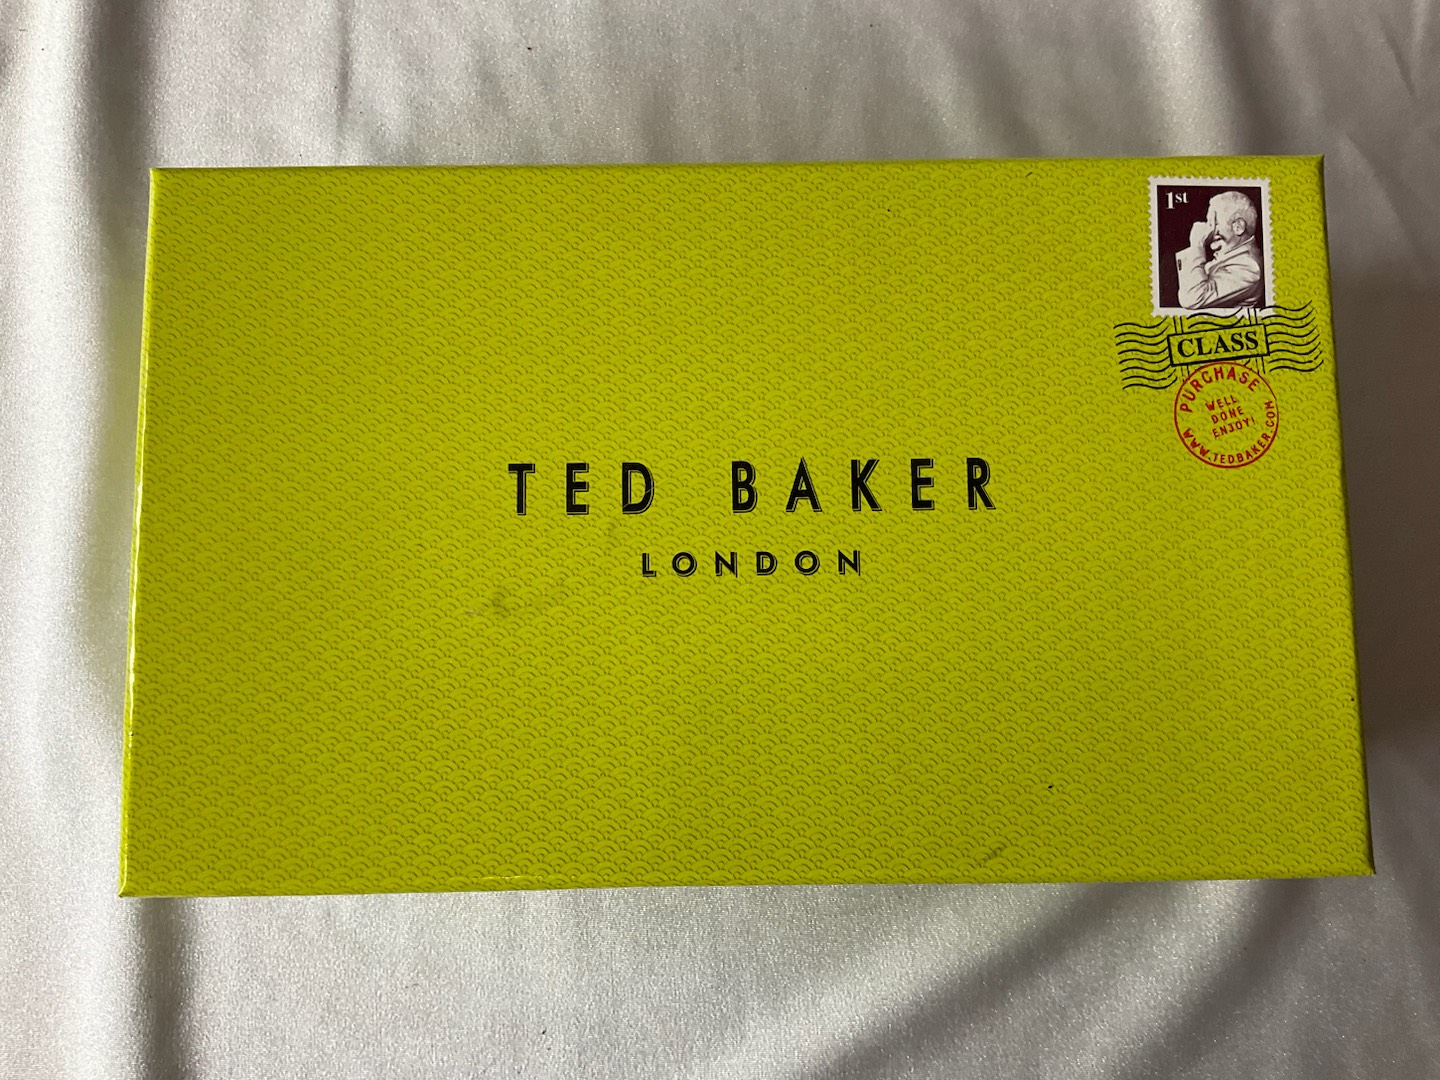 1st
CLASS
PURCHASE
WELL
DONE
ENJOY!
WWW.TEDBAKER.COM
TED BAKER
LONDON